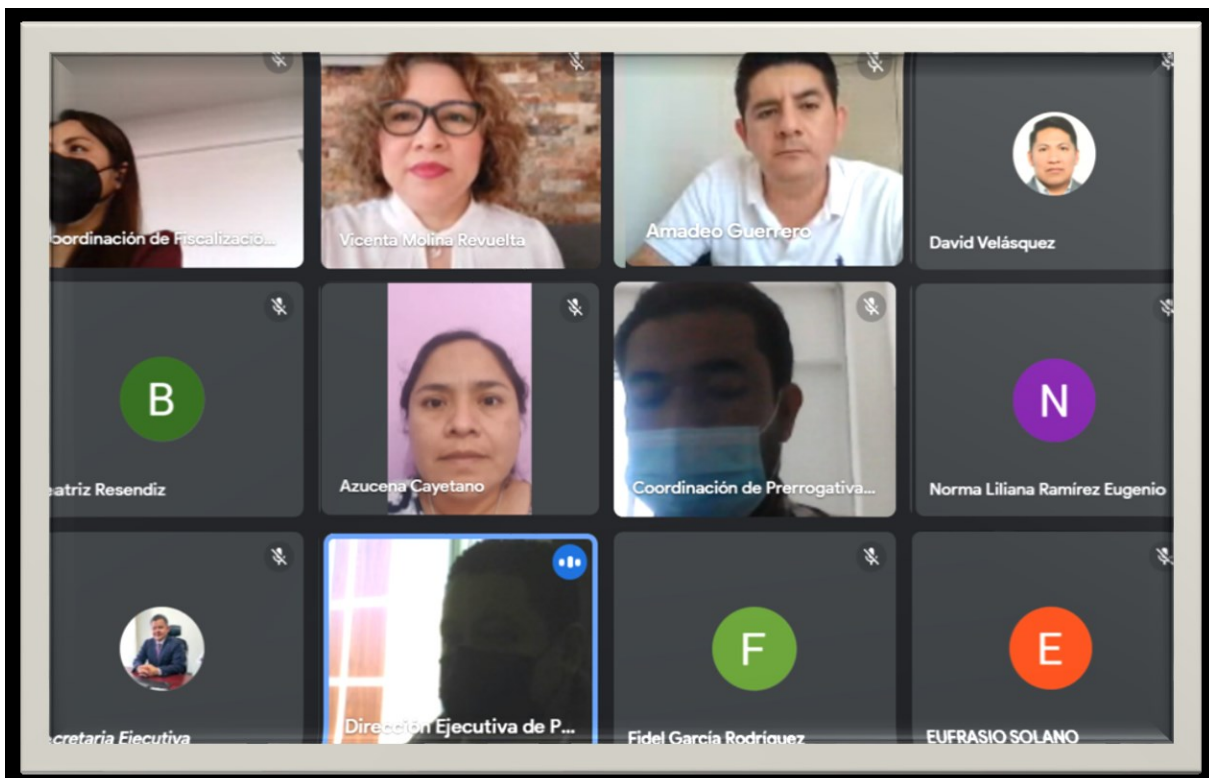 oordinación de Fiscalizació...
Vicenta Molina Revuelta
Amadeo Guerrero
David Velásquez
B
eatriz Resendiz
Azucena Cayetano
Coordinación de Prerrogativa...
N
Norma Liliana Ramírez Eugenio
cretaria Ejecutiva
Dirección Ejecutiva de P...
F
Fidel García Rodríguez
E
EUFRASIO SOLANO